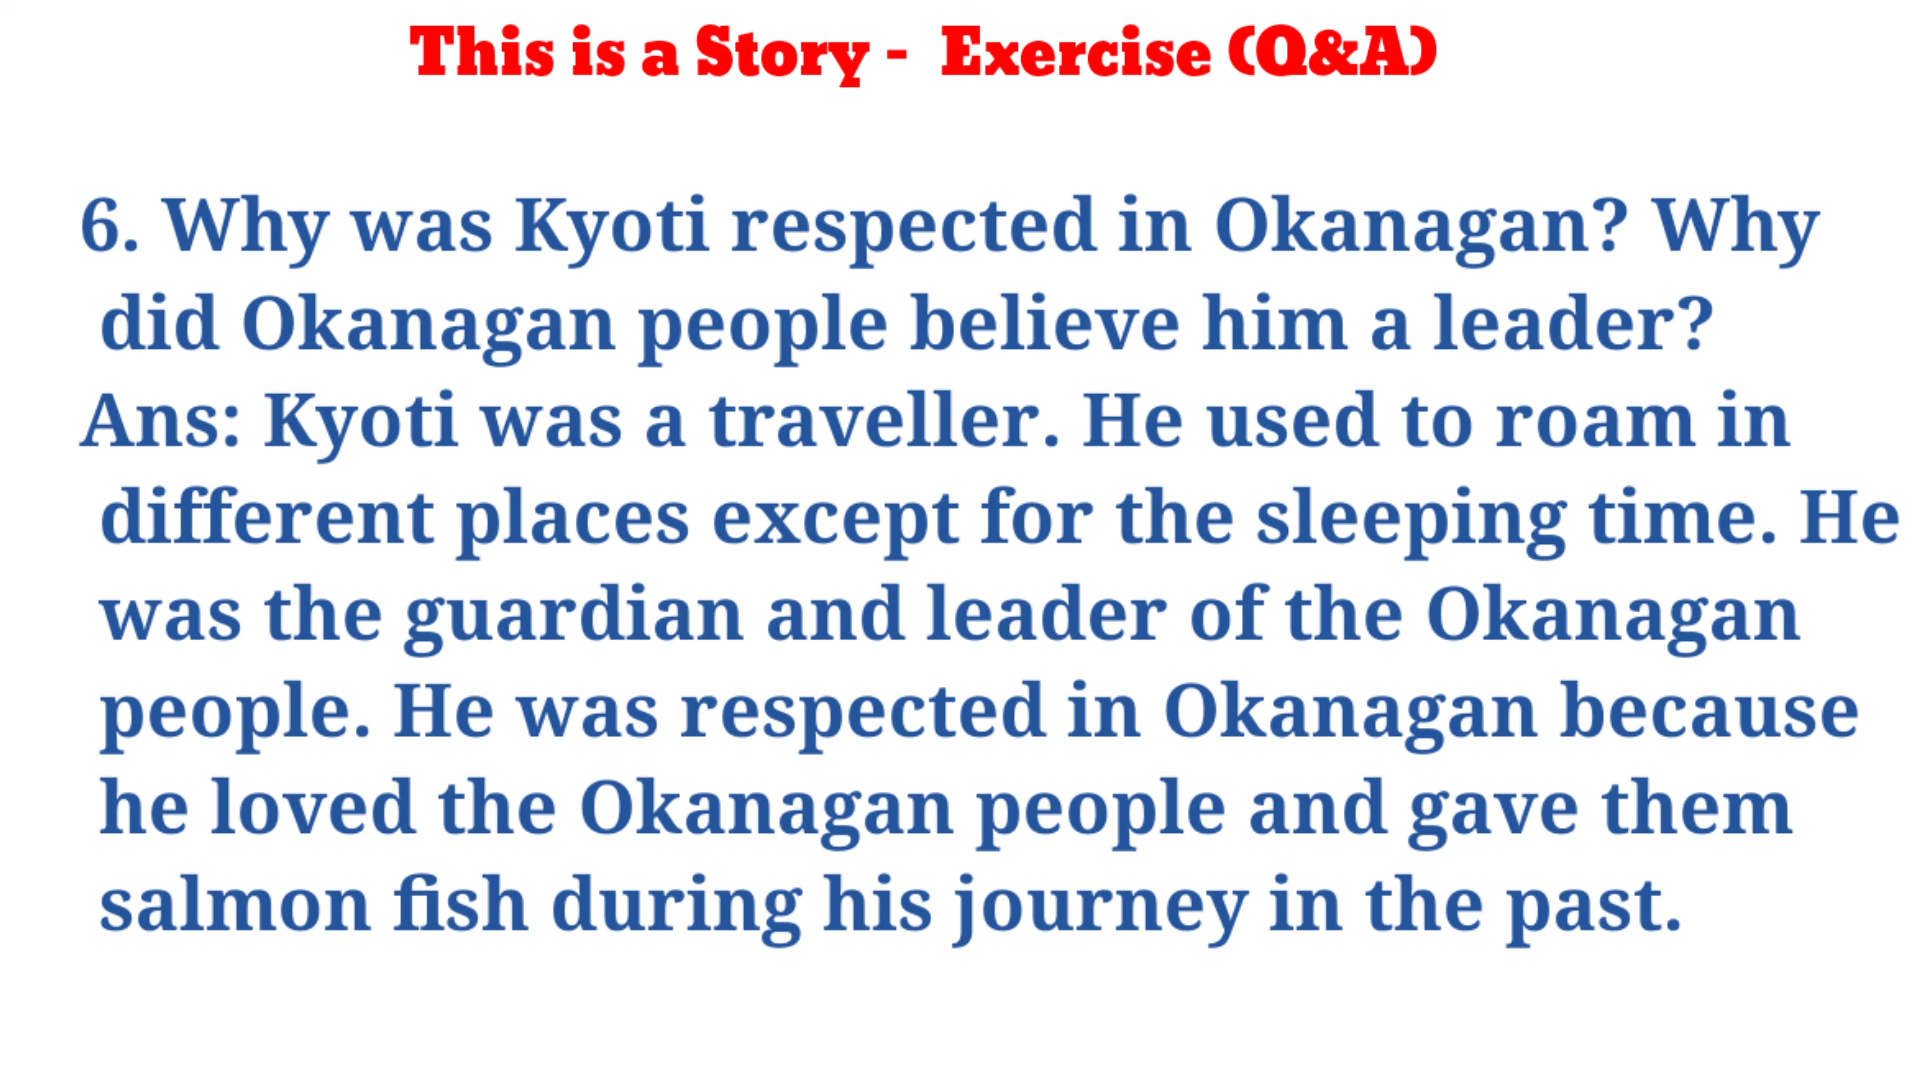 This is a Story - Exercise (Q&A)
6. Why was Kyoti respected in Okanagan? Why
did Okanagan people believe him a leader?
Ans: Kyoti was a traveller. He used to roam in
different places except for the sleeping time. He
was the guardian and leader of the Okanagan
people. He was respected in Okanagan because
he loved the Okanagan people and gave them
salmon fish during his journey in the past.